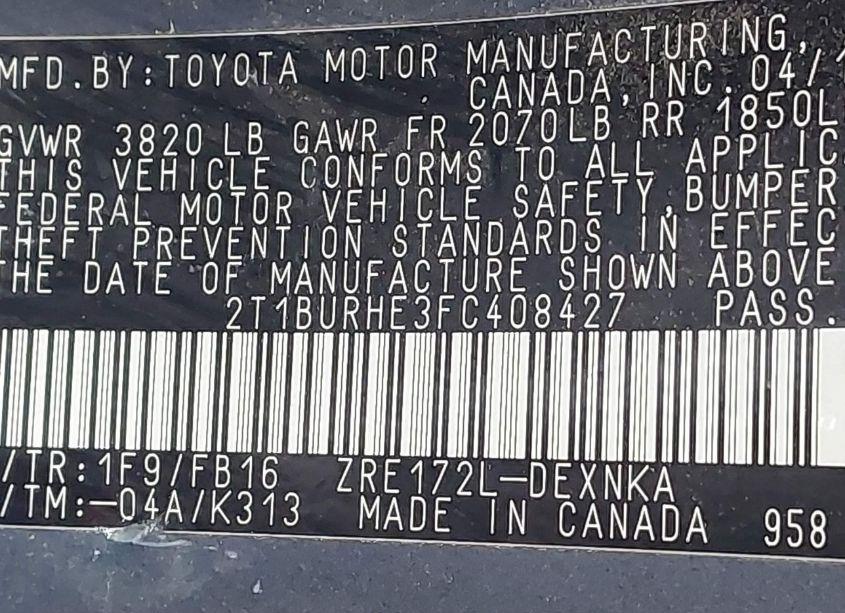 MFD.BY:TOYOTA MOTOR MANUFACTURING,
CANADA,INC.04/1
GVWR 3820 LB GAWR FR 2070LB RR 1850L
THIS VEHICLE CONFORMS TO ALL APPLIC
FEDERAL MOTOR VEHICLE SAFETY,BUMPER
THEFT PREVENTION STANDARDS IN EFFEC
THE DATE OF MANUFACTURE SHOWN ABOVE
2T1BURHE3FC408427 PASS.
/TR:1F9/FB16 ZRE172L-DEXNKA
/TM:-04A/K313 MADE IN CANADA 958